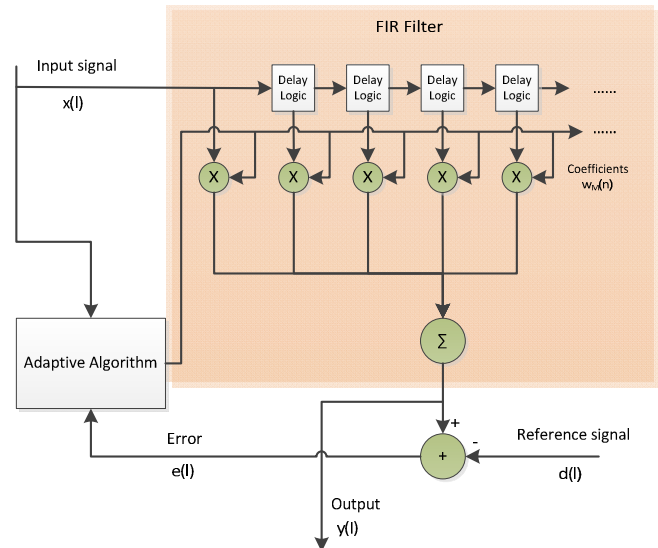 FIR Filter
Input signal
x(l)
Delay
Logic
Delay
Logic
Delay
Logic
Delay
Logic
......
......
X
X
X
X
X
Coefficients
wM(n)
Adaptive Algorithm
Σ
+
-
Error
e(l)
+
Reference signal
d(l)
Output
y(l)